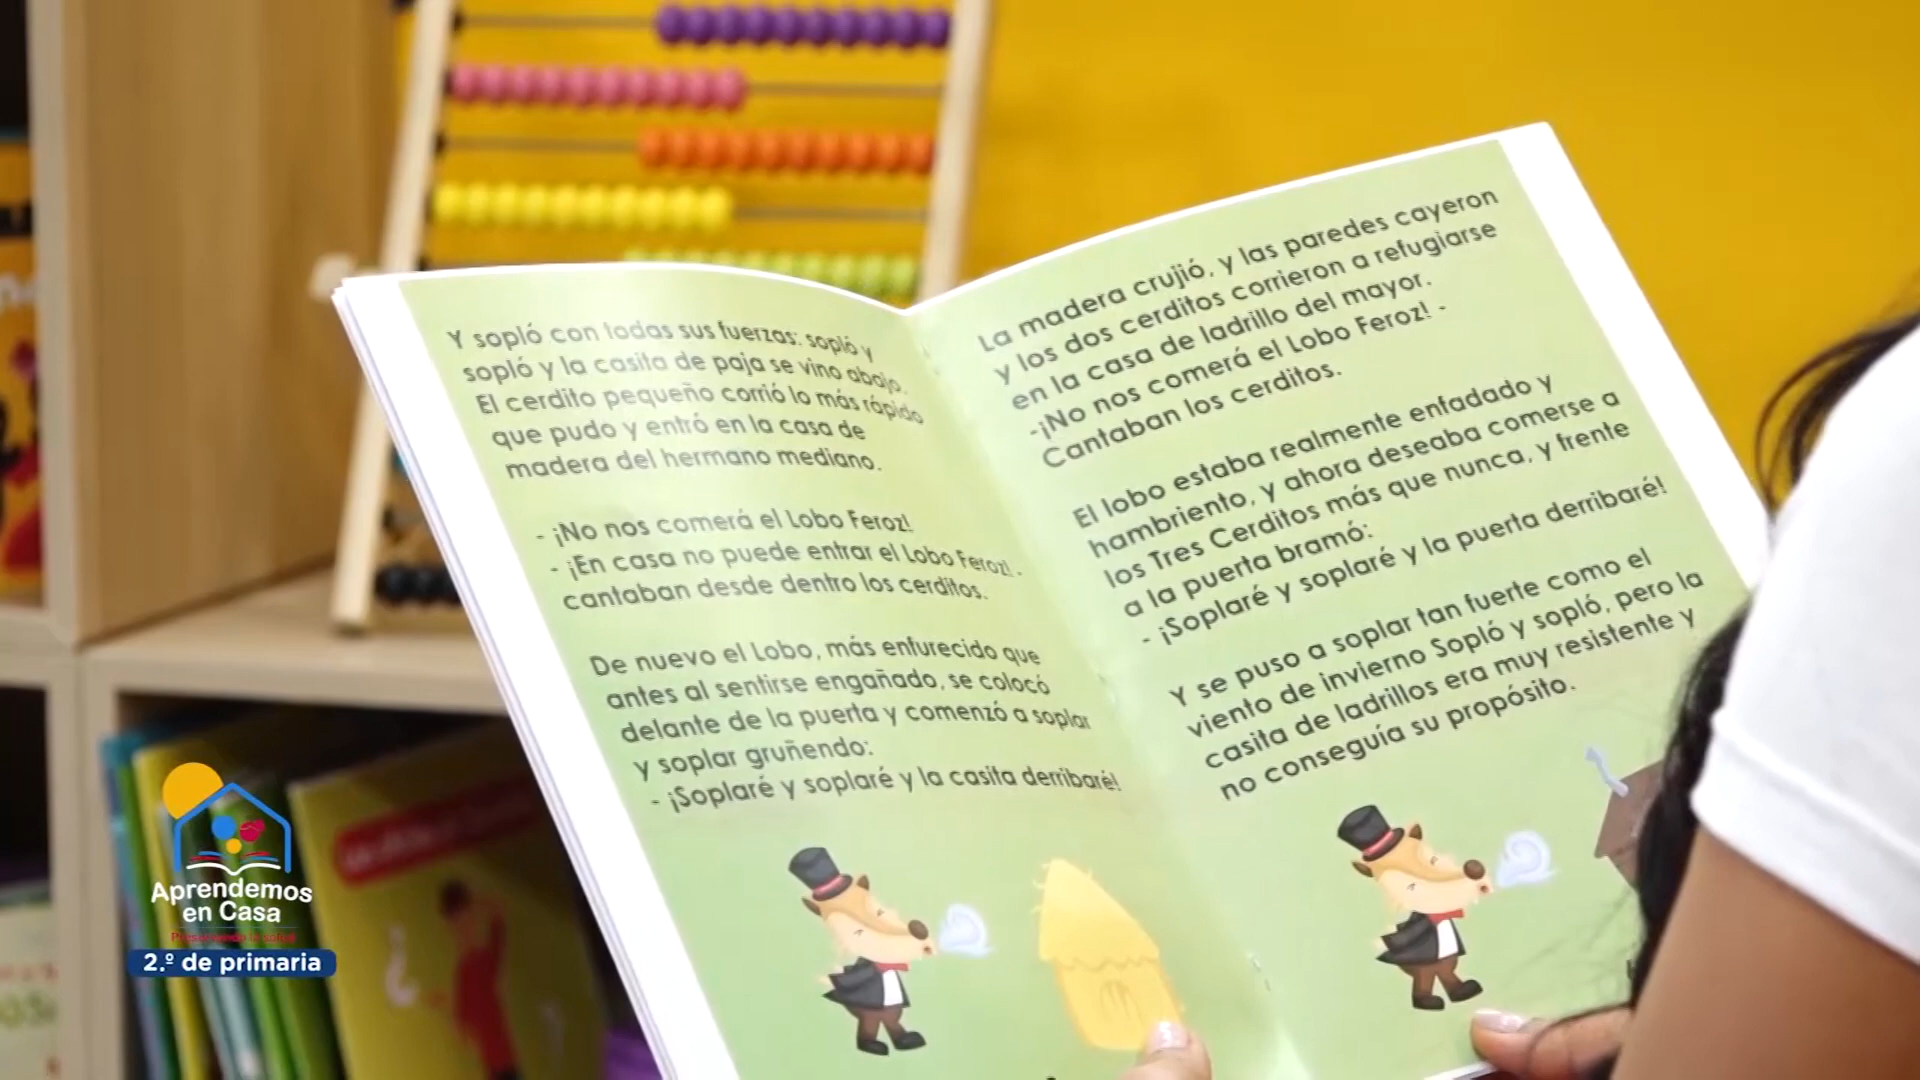 Y sopló con todas sus fuerzas: sopló y
sopló y la casita de paja se vino abajo.
El cerdito pequeño corrió lo más rápido
que pudo y entró en la casa de
madera del hermano mediano.
- ¡No nos comerá el Lobo Feroz!
- ¡En casa no puede entrar el Lobo Feroz! -
cantaban desde dentro los cerditos.
De nuevo el Lobo, más enfurecido que
antes al sentirse engañado, se colocó
delante de la puerta y comenzó a soplar
y soplar gruñendo:
- ¡Soplaré y soplaré y la casita derribaré!
La madera crujió, y las paredes cayeron
y los dos cerditos corrieron a refugiarse
en la casa de ladrillo del mayor.
-¡No nos comerá el Lobo Feroz! -
Cantaban los cerditos.
El lobo estaba realmente enfadado y
hambriento, y ahora deseaba comerse a
los Tres Cerditos más que nunca, y frente
a la puerta bramó:
- ¡Soplaré y soplaré y la puerta derribaré!
Y se puso a soplar tan fuerte como el
viento de invierno Sopló y sopló, pero la
casita de ladrillos era muy resistente y
no conseguía su propósito.
Aprendemos
en Casa
2.º de primaria